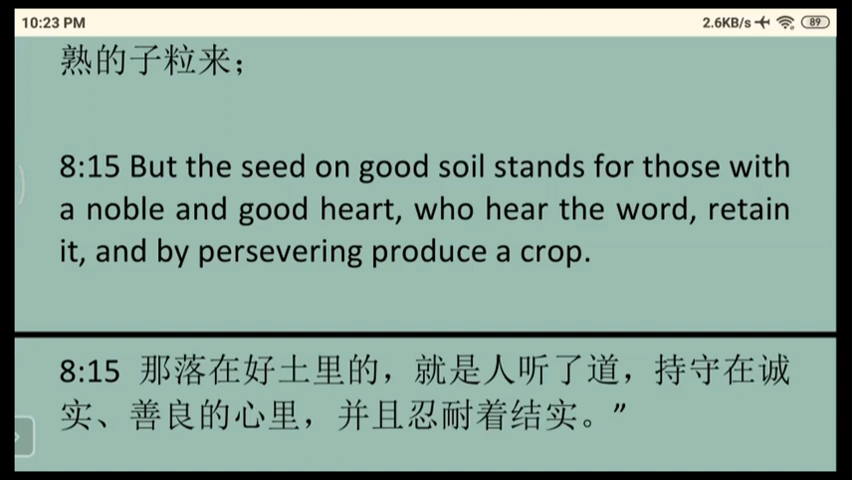 10:23 PM 2.6KB/s 89
熟的子粒来；
8:15 But the seed on good soil stands for those with
a noble and good heart, who hear the word, retain
it, and by persevering produce a crop.
8:15 那落在好土里的，就是人听了道，持守在诚
实、善良的心里，并且忍耐着结实。”